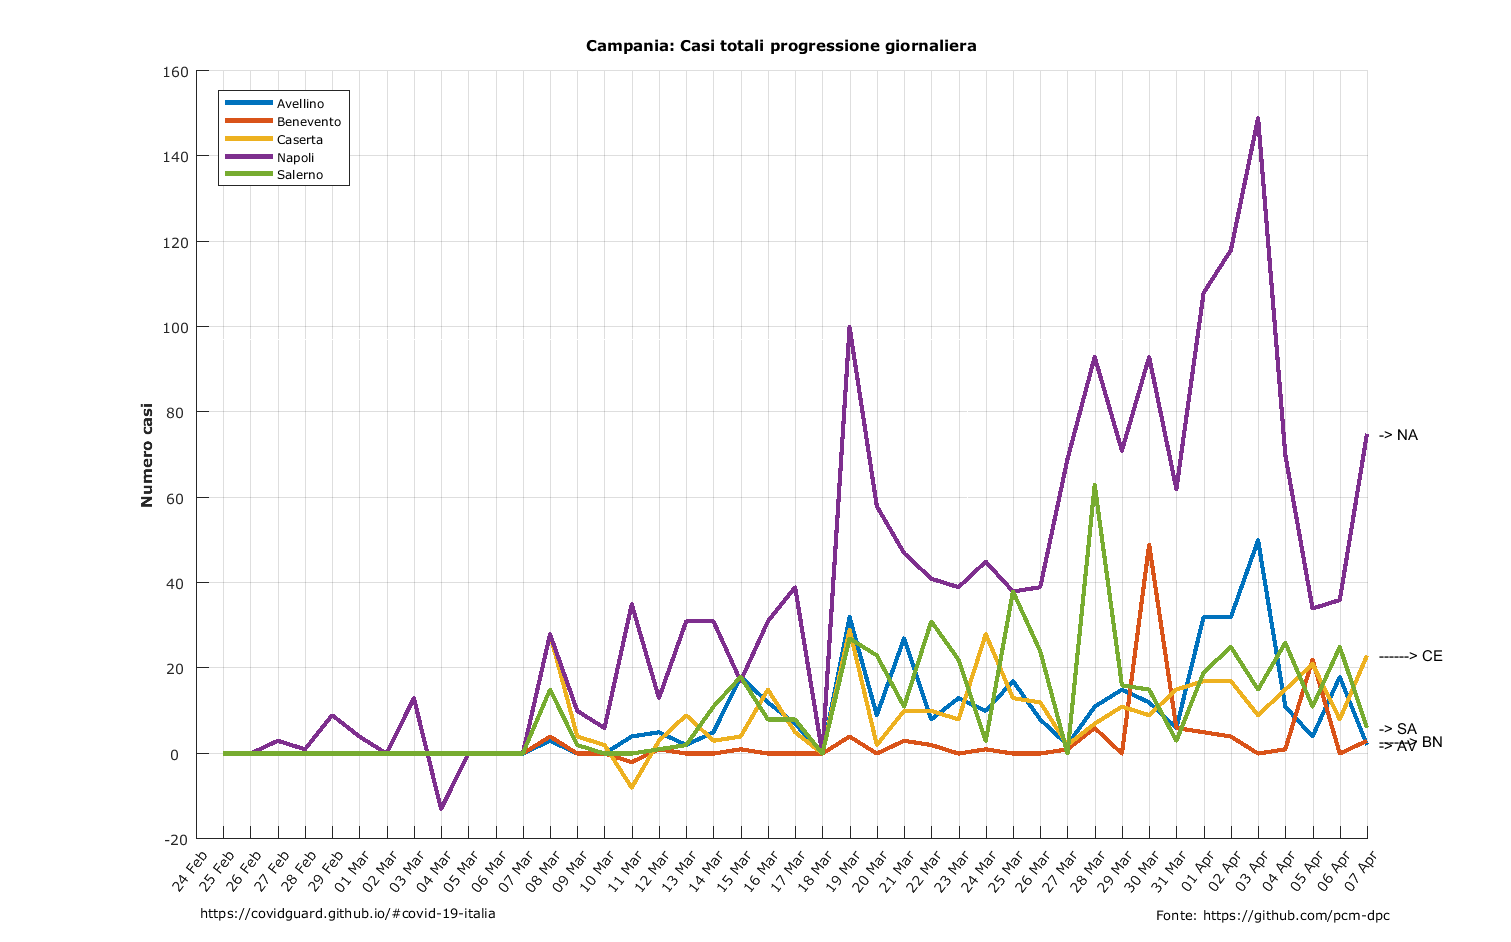 Campania: Casi totali progressione giornaliera
160
140
120
100
80
60
40
20
0
-20
Numero casi
Avellino
Benevento
Caserta
Napoli
Salerno
-> NA
------> CE
-> SA
------> BN
-> AV
24 Feb
25 Feb
26 Feb
27 Feb
28 Feb
29 Feb
01 Mar
02 Mar
03 Mar
04 Mar
05 Mar
06 Mar
07 Mar
08 Mar
09 Mar
10 Mar
11 Mar
12 Mar
13 Mar
14 Mar
15 Mar
16 Mar
17 Mar
18 Mar
19 Mar
20 Mar
21 Mar
22 Mar
23 Mar
24 Mar
25 Mar
26 Mar
27 Mar
28 Mar
29 Mar
30 Mar
31 Mar
01 Apr
02 Apr
03 Apr
04 Apr
05 Apr
06 Apr
07 Apr
https://covidguard.github.io/#covid-19-italia
Fonte: https://github.com/pcm-dpc